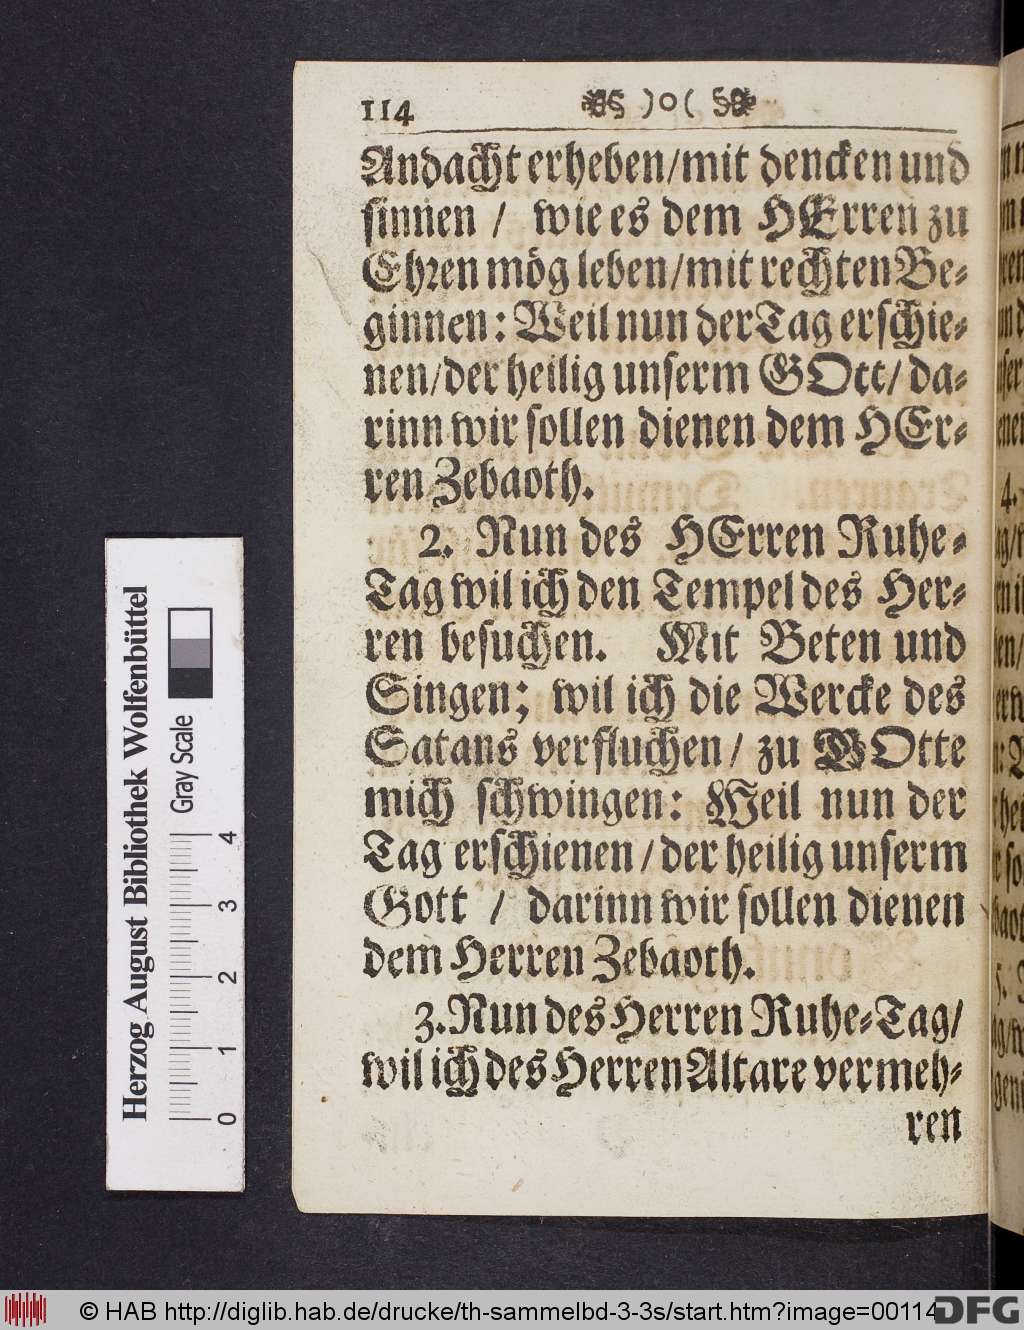 114 )o(
Andacht erheben/mit dencken und
sinnen / wie es dem HErren zu
Ehren mög leben/mit rechten Be-
ginnen: Weil nun der Tag erschie-
nen/der heilig unserm GOtt/ da-
rinn wir sollen dienen dem HEr-
ren Zebaoth.
2. Nun des HErren Ruhe-
Tag wil ich den Tempel des Her-
ren besuchen. Mit Beten und
Singen; wil ich die Wercke des
Satans verfluchen/ zu GOtte
mich schwingen: Weil nun der
Tag erschienen/der heilig unserm
Gott / darinn wir sollen dienen
dem Herren Zebaoth.
3. Nun des Herren Ruhe-Tag/
wil ich des Herren Altare vermeh-
ren
Herzog August Bibliothek Wolfenbüttel
Gray Scale
0 1 2 3 4
© HAB http://diglib.hab.de/drucke/th-sammelbd-3-3s/start.htm?image=00114
DFG